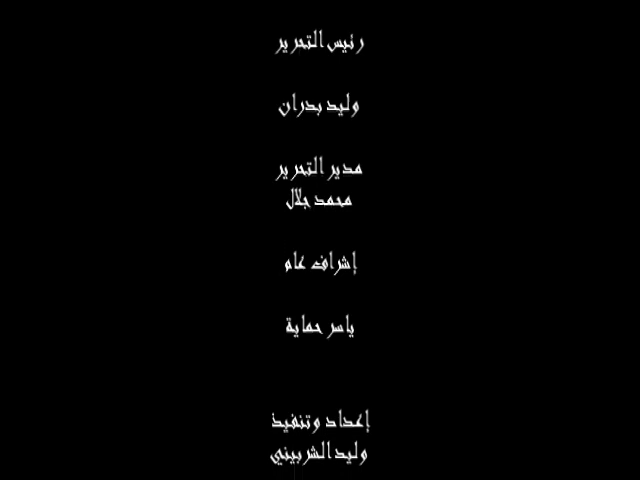 رئيس التحرير
وليد بدران
مدير التحرير
محمد جلال
إشراف عام
ياسر حماية
إعداد وتنفيذ
وليد الشربيني